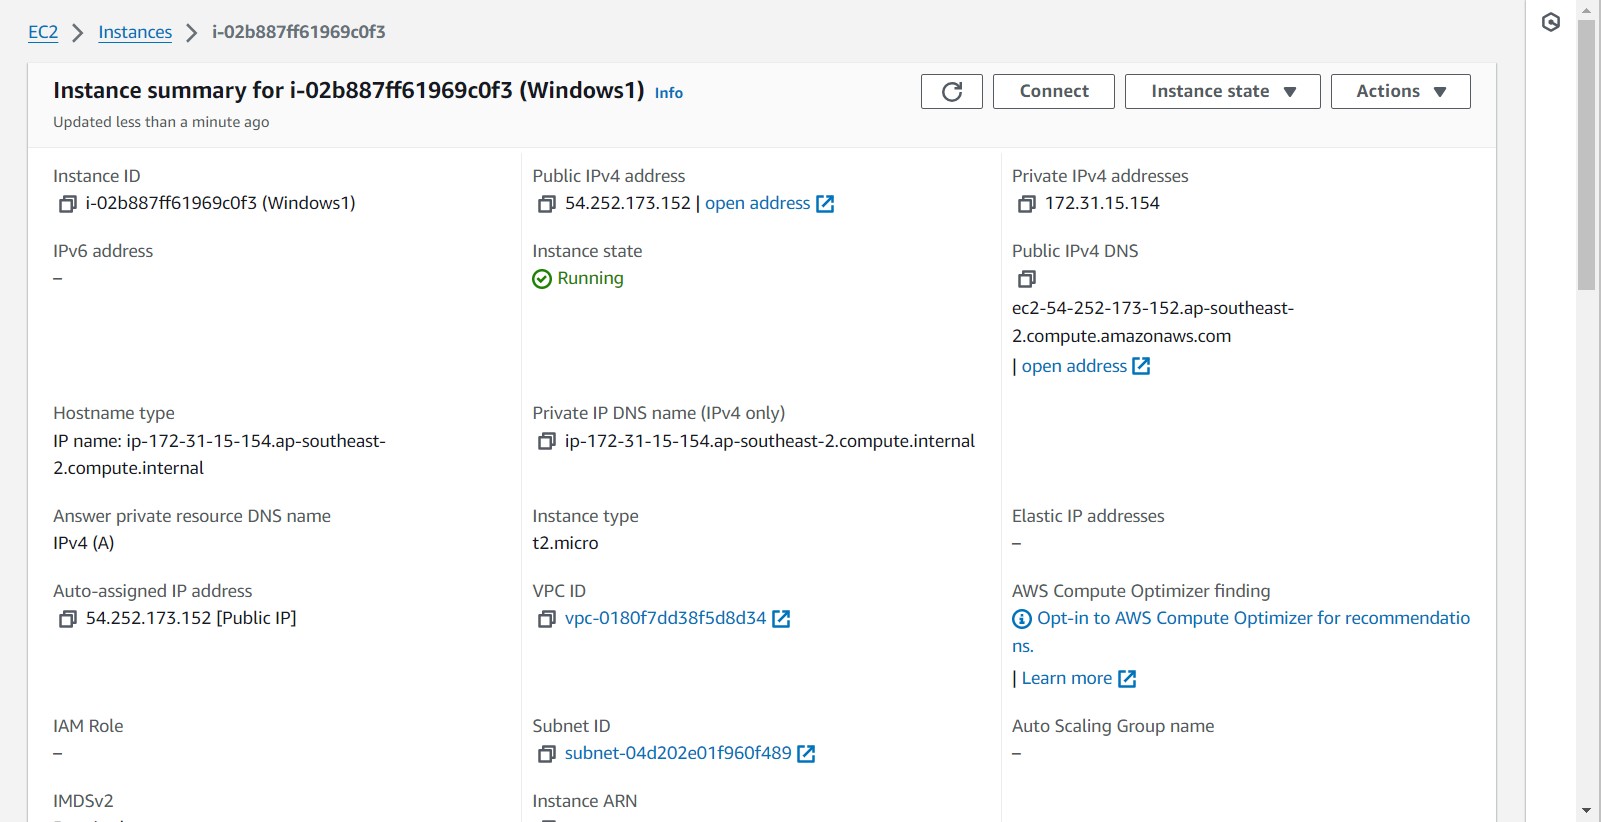 EC2 Instances i-02b887ff61969c0f3
Instance summary for i-02b887ff61969c0f3 (Windows1) Info
Updated less than a minute ago
Connect
Instance state
Actions
Instance ID
i-02b887ff61969c0f3 (Windows1)
Public IPv4 address
54.252.173.152 | open address
Private IPv4 addresses
172.31.15.154
IPv6 address
–
Instance state
Running
Public IPv4 DNS
ec2-54-252-173-152.ap-southeast-
2.compute.amazonaws.com
| open address
Hostname type
IP name: ip-172-31-15-154.ap-southeast-
2.compute.internal
Private IP DNS name (IPv4 only)
ip-172-31-15-154.ap-southeast-2.compute.internal
Answer private resource DNS name
IPv4 (A)
Instance type
t2.micro
Elastic IP addresses
–
Auto-assigned IP address
54.252.173.152 [Public IP]
VPC ID
vpc-0180f7dd38f5d8d34
AWS Compute Optimizer finding
Opt-in to AWS Compute Optimizer for recommendatio
ns.
| Learn more
IAM Role
–
Subnet ID
subnet-04d202e01f960f489
Auto Scaling Group name
–
IMDSv2
Instance ARN